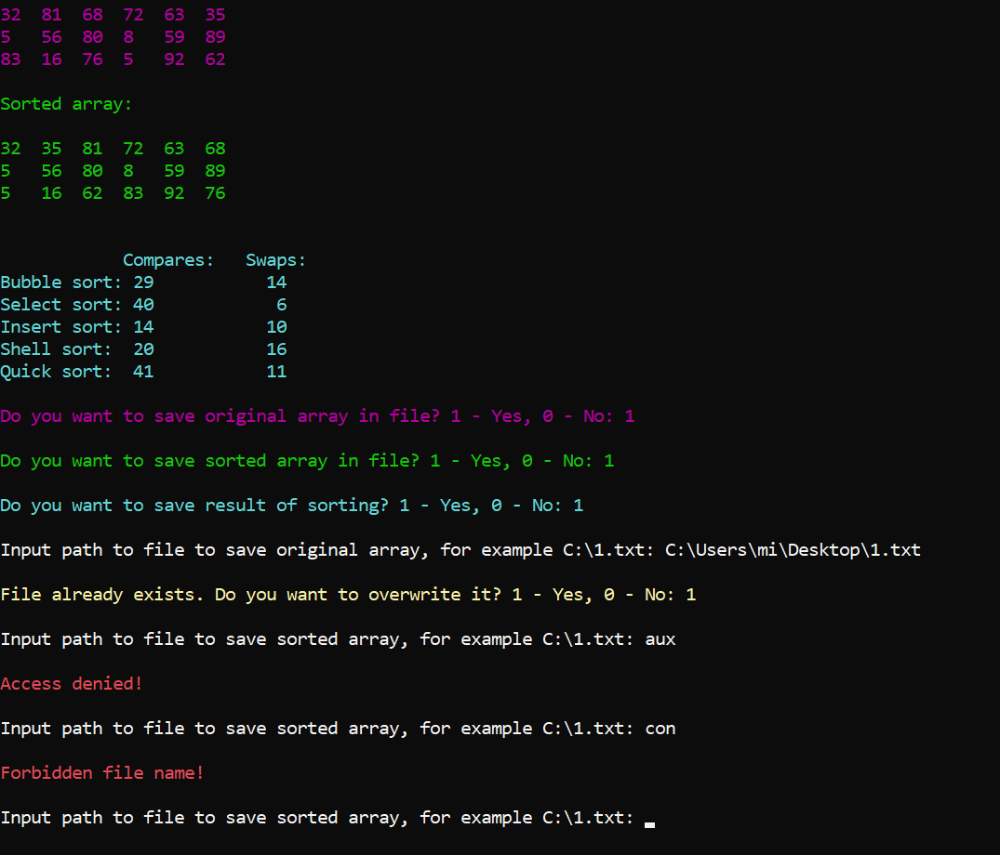 32  81  68  72  63  35
5   56  80  8   59  89
83  16  76  5   92  62
Sorted array:
32  35  81  72  63  68
5   56  80  8   59  89
5   16  62  83  92  76
Compares:   Swaps:
Bubble sort: 29           14
Select sort: 40            6
Insert sort: 14           10
Shell sort:  20           16
Quick sort:  41           11
Do you want to save original array in file? 1 - Yes, 0 - No: 1
Do you want to save sorted array in file? 1 - Yes, 0 - No: 1
Do you want to save result of sorting? 1 - Yes, 0 - No: 1
Input path to file to save original array, for example C:\1.txt: C:\Users\mi\Desktop\1.txt
File already exists. Do you want to overwrite it? 1 - Yes, 0 - No: 1
Input path to file to save sorted array, for example C:\1.txt: aux
Access denied!
Input path to file to save sorted array, for example C:\1.txt: con
Forbidden file name!
Input path to file to save sorted array, for example C:\1.txt: